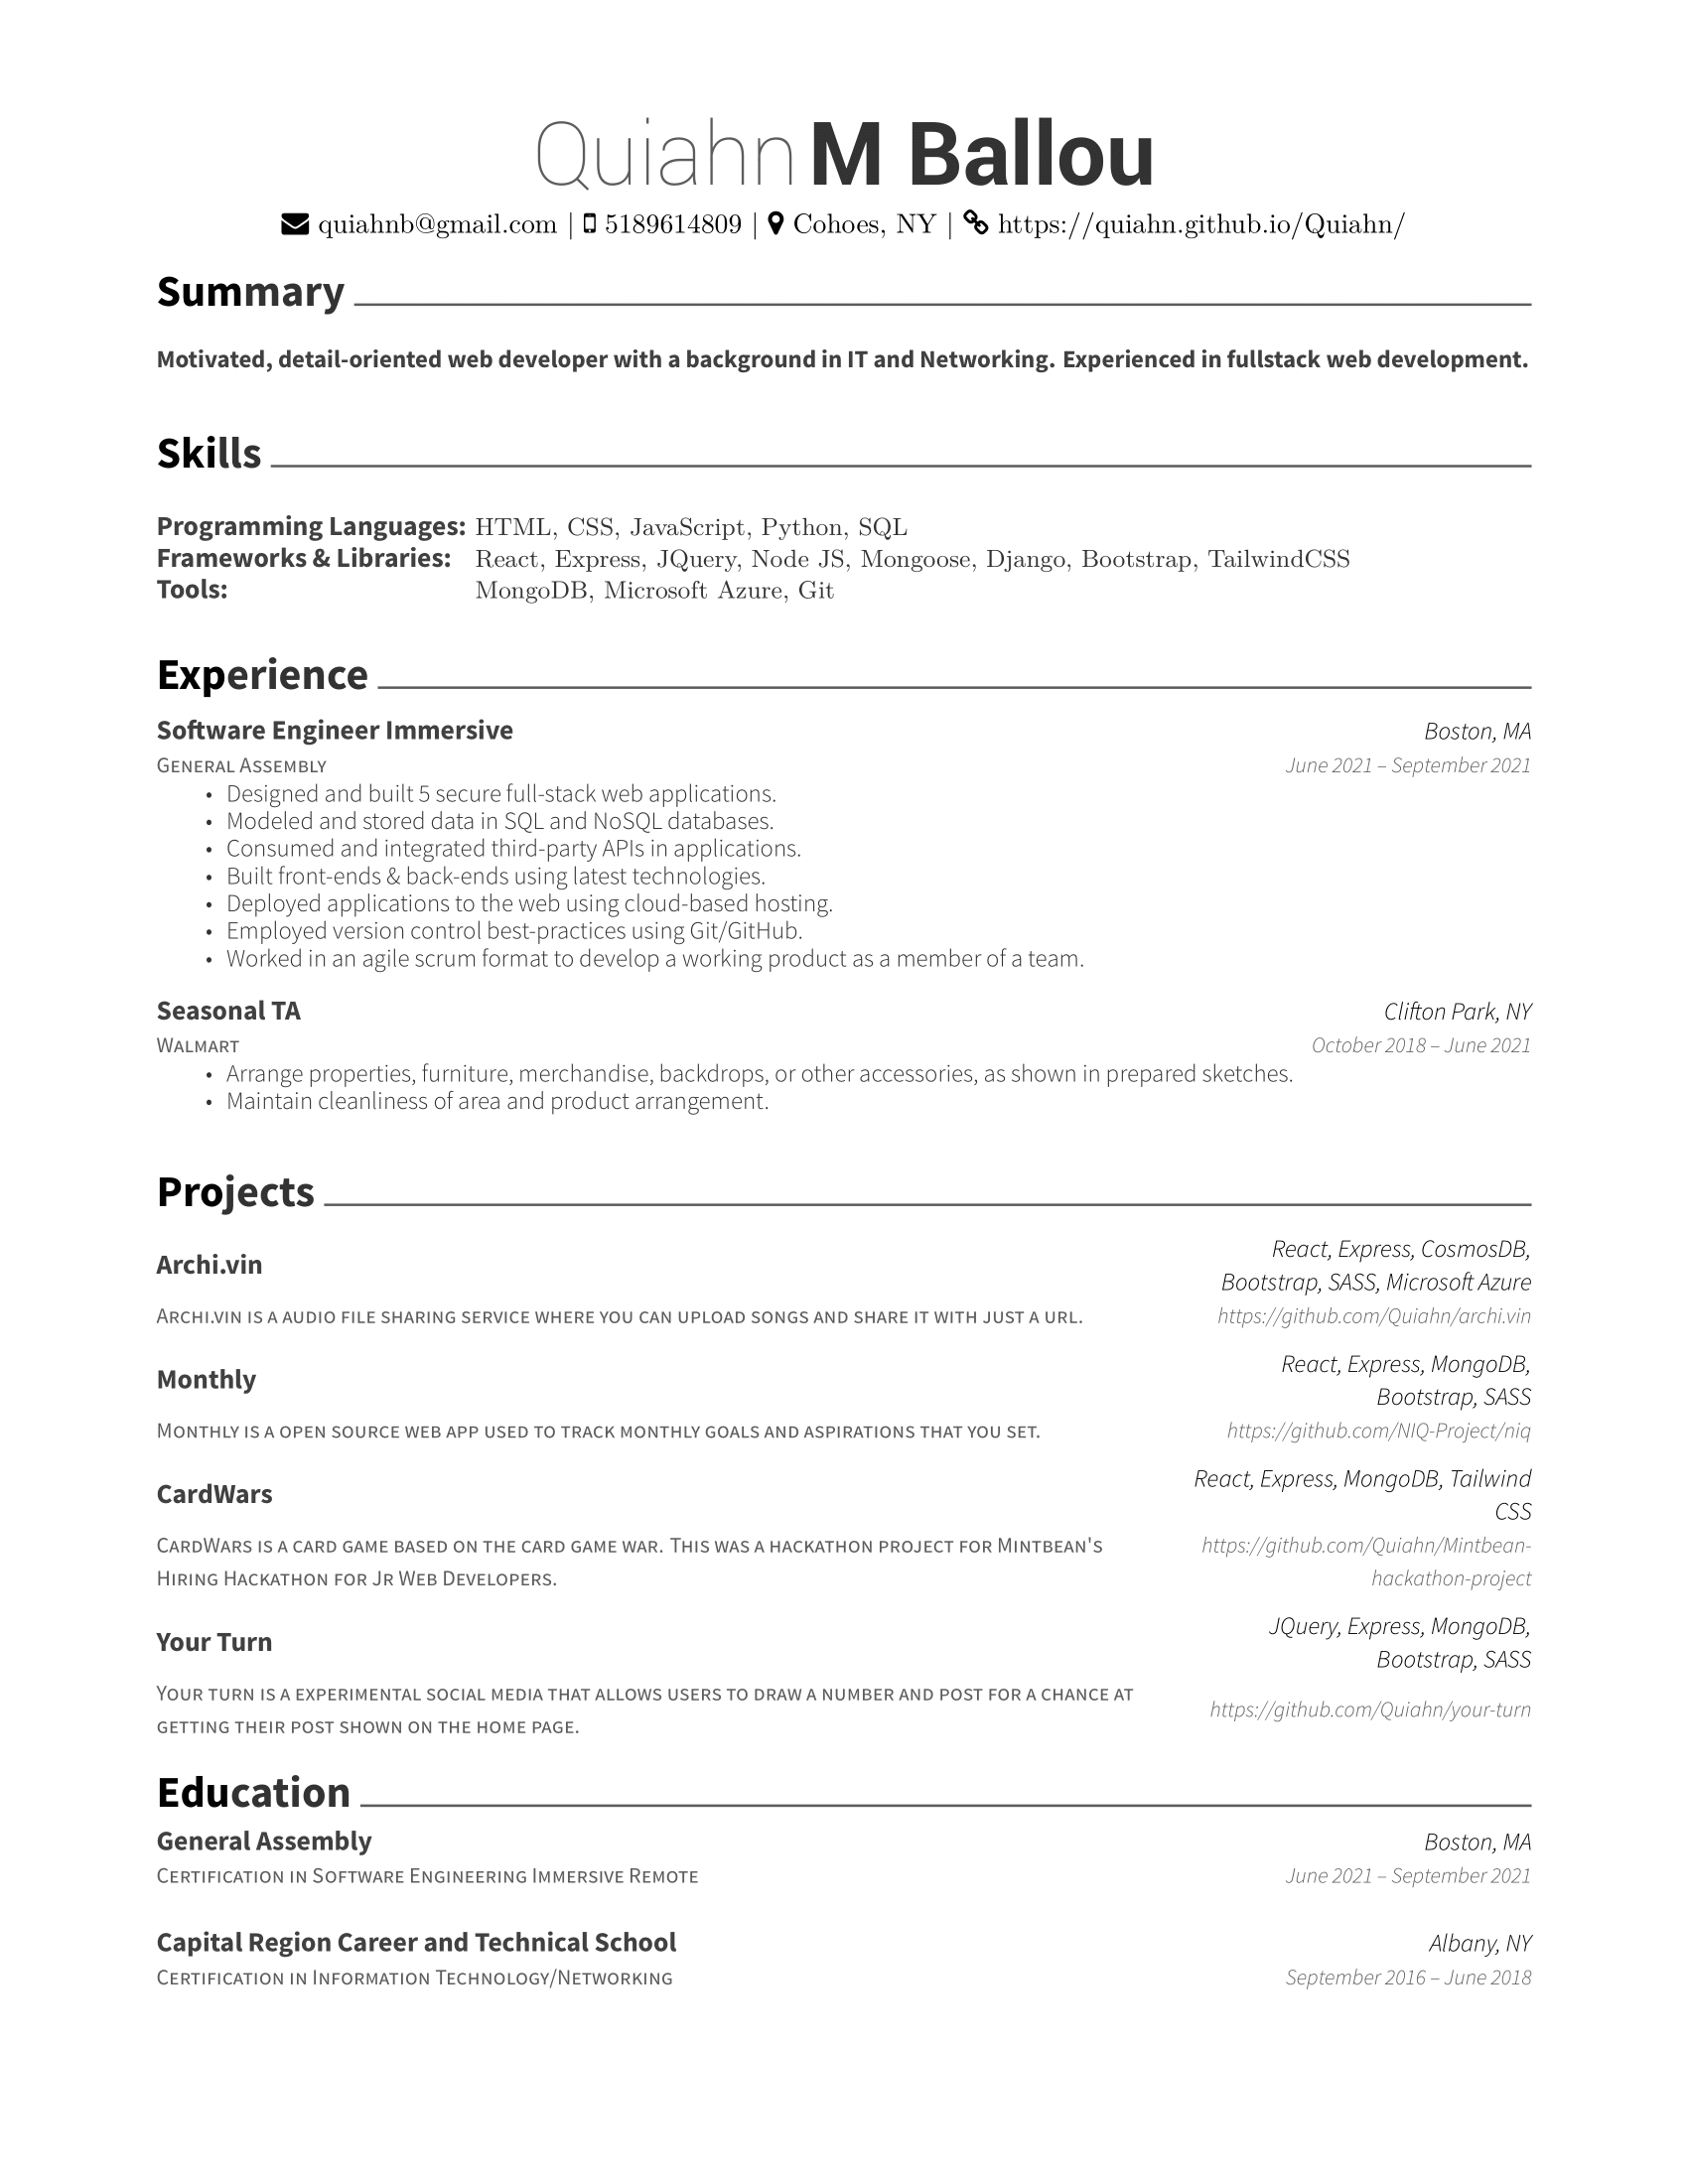 Quiahn M Ballou
quiahnb@gmail.com | 5189614809 | Cohoes, NY | https://quiahn.github.io/Quiahn/
Summary
Motivated, detail-oriented web developer with a background in IT and Networking. Experienced in fullstack web development.
Skills
Programming Languages: HTML, CSS, JavaScript, Python, SQL
Frameworks & Libraries: React, Express, JQuery, Node JS, Mongoose, Django, Bootstrap, TailwindCSS
Tools: MongoDB, Microsoft Azure, Git
Experience
Software Engineer Immersive Boston, MA
General Assembly June 2021 – September 2021
• Designed and built 5 secure full-stack web applications.
• Modeled and stored data in SQL and NoSQL databases.
• Consumed and integrated third-party APIs in applications.
• Built front-ends & back-ends using latest technologies.
• Deployed applications to the web using cloud-based hosting.
• Employed version control best-practices using Git/GitHub.
• Worked in an agile scrum format to develop a working product as a member of a team.
Seasonal TA Clifton Park, NY
Walmart October 2018 – June 2021
• Arrange properties, furniture, merchandise, backdrops, or other accessories, as shown in prepared sketches.
• Maintain cleanliness of area and product arrangement.
Projects
Archi.vin
React, Express, CosmosDB,
Bootstrap, SASS, Microsoft Azure
Archi.vin is a audio file sharing service where you can upload songs and share it with just a url. https://github.com/Quiahn/archi.vin
Monthly
React, Express, MongoDB,
Bootstrap, SASS
Monthly is a open source web app used to track monthly goals and aspirations that you set. https://github.com/NIQ-Project/niq
CardWars
React, Express, MongoDB, Tailwind
CSS
CardWars is a card game based on the card game war. This was a hackathon project for Mintbean's
Hiring Hackathon for Jr Web Developers.
https://github.com/Quiahn/Mintbean-
hackathon-project
Your Turn
JQuery, Express, MongoDB,
Bootstrap, SASS
Your turn is a experimental social media that allows users to draw a number and post for a chance at
getting their post shown on the home page.
https://github.com/Quiahn/your-turn
Education
General Assembly Boston, MA
Certification in Software Engineering Immersive Remote June 2021 – September 2021
Capital Region Career and Technical School Albany, NY
Certification in Information Technology/Networking September 2016 – June 2018